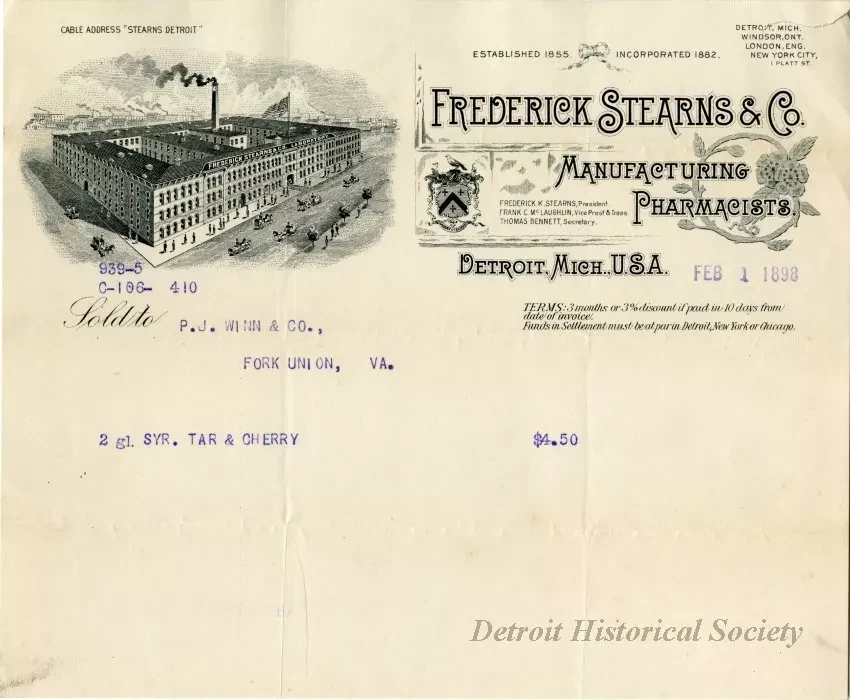 CABLE ADDRESS "STEARNS DETROIT"
DETROIT, MICH.
WINDSOR, ONT.
LONDON, ENG.
NEW YORK CITY,
1 PLATT ST.
ESTABLISHED 1855. INCORPORATED 1882.
FREDERICK STEARNS & CO.
MANUFACTURING
PHARMACISTS.
FREDERICK K. STEARNS, President
FRANK C. McLAUGHLIN, Vice Prest & Treas.
THOMAS BENNETT, Secretary.
FREDERICK STEARNS & CO.
DETROIT, MICH., U.S.A.
FEB 1 1898
939-5
C-106- 410
Sold to P.J. WINN & CO.,
FORK UNION, VA.
TERMS: 3 months or 3% discount if paid in 10 days from
date of invoice.
Funds in Settlement must be at par in Detroit, New York or Chicago.
2 gl. SYR. TAR & CHERRY $4.50
Detroit Historical Society